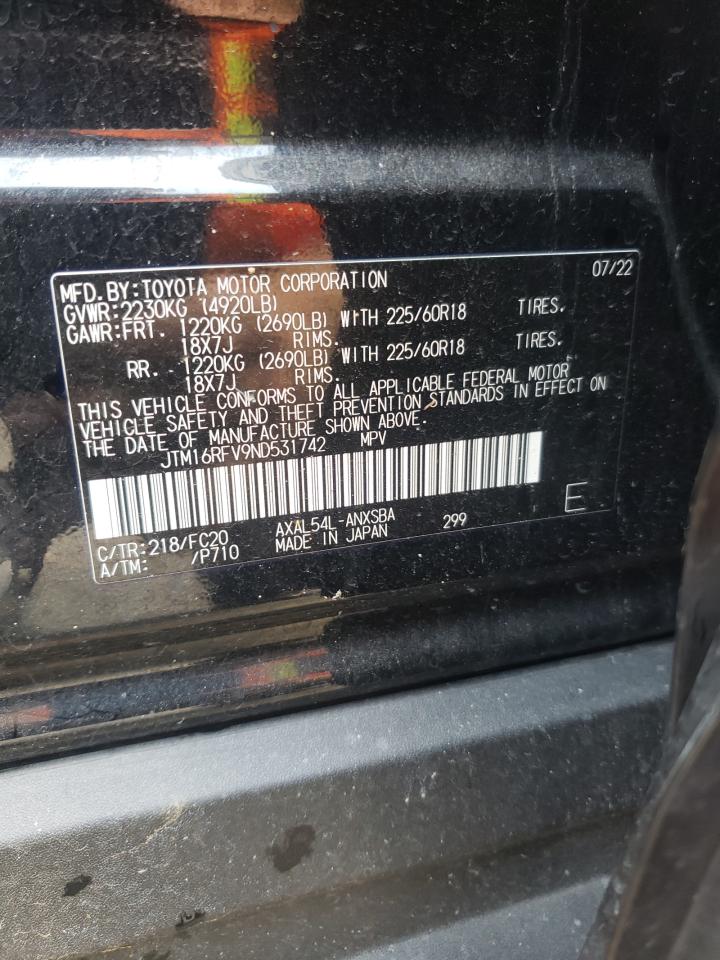 MFD.BY:TOYOTA MOTOR CORPORATION 07/22
GVWR:2230KG (4920LB)
GAWR:FRT. 1220KG (2690LB) WITH 225/60R18 TIRES.
18X7J RIMS.
RR. 1220KG (2690LB) WITH 225/60R18 TIRES.
18X7J RIMS.
THIS VEHICLE CONFORMS TO ALL APPLICABLE FEDERAL MOTOR
VEHICLE SAFETY AND THEFT PREVENTION STANDARDS IN EFFECT ON
THE DATE OF MANUFACTURE SHOWN ABOVE.
JTM16RFV9ND531742 MPV
E
C/TR:218/FC20 AXAL54L-ANXSBA 299
A/TM: /P710 MADE IN JAPAN